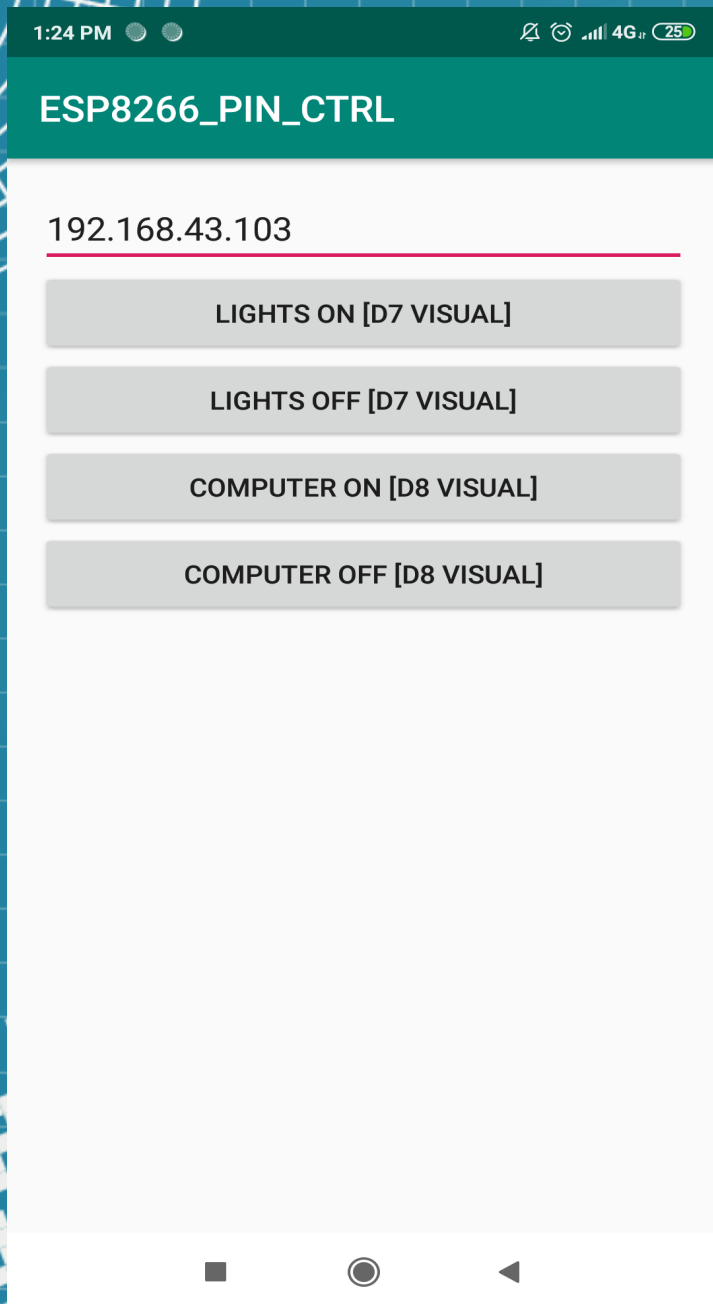 1:24 PM 4G 25
ESP8266_PIN_CTRL
192.168.43.103
LIGHTS ON [D7 VISUAL]
LIGHTS OFF [D7 VISUAL]
COMPUTER ON [D8 VISUAL]
COMPUTER OFF [D8 VISUAL]